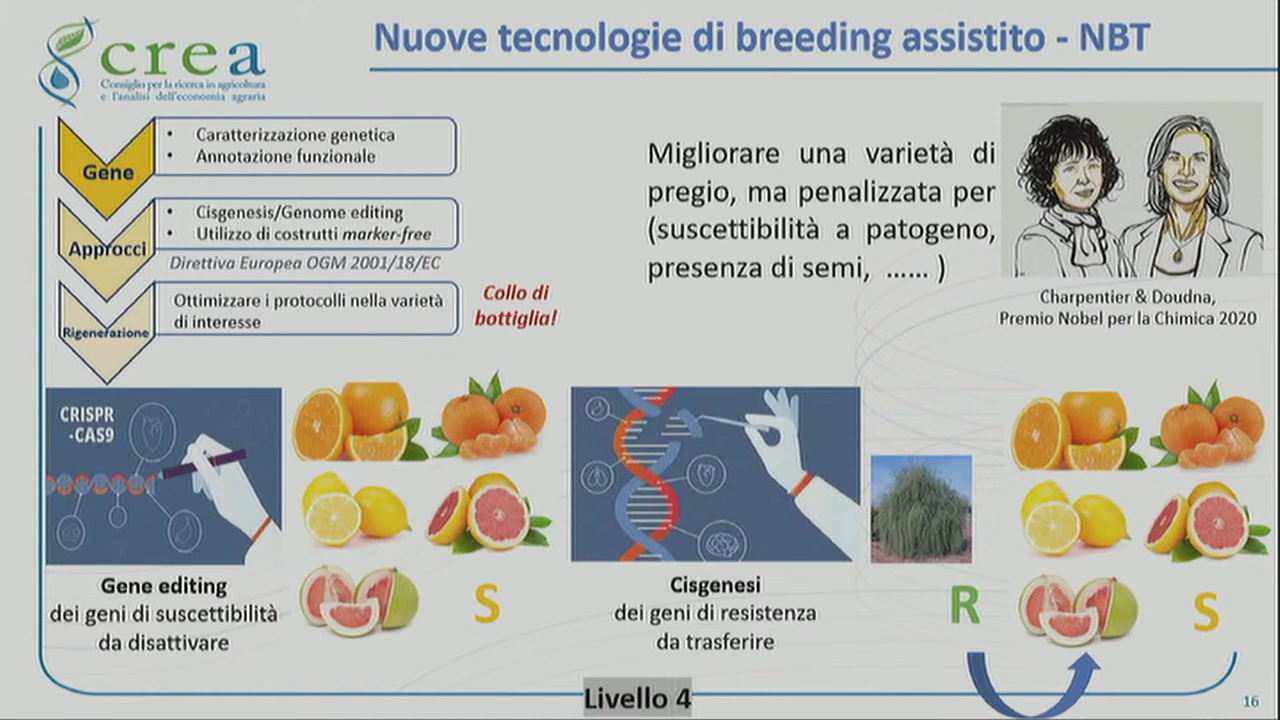 crea
Consiglio per la ricerca in agricoltura
e l'analisi dell'economia agraria
Nuove tecnologie di breeding assistito - NBT
Gene
• Caratterizzazione genetica
• Annotazione funzionale
Approcci
• Cisgenesis/Genome editing
• Utilizzo di costrutti marker-free
Direttiva Europea OGM 2001/18/EC
Rigenerazione
Ottimizzare i protocolli nella varietà
di interesse
Collo di
bottiglia!
Migliorare una varietà di
pregio, ma penalizzata per
(suscettibilità a patogeno,
presenza di semi, ...... )
Charpentier & Doudna,
Premio Nobel per la Chimica 2020
CRISPR
-CAS9
Gene editing
dei geni di suscettibilità
da disattivare
S
Cisgenesi
dei geni di resistenza
da trasferire
R
S
Livello 4
16